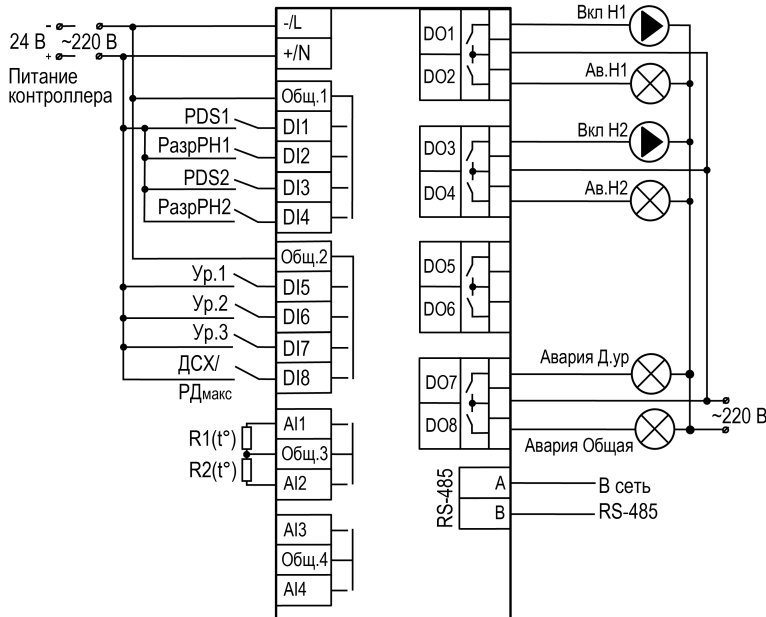 24 В ~220 В
- -/L
+ +/N
Питание
контроллера
Общ.1
PDS1 DI1
РазрРН1 DI2
PDS2 DI3
РазрРН2 DI4
Общ.2
Ур.1 DI5
Ур.2 DI6
Ур.3 DI7
ДСХ/
РДмакс DI8
AI1
R1(t°)
Общ.3
R2(t°)
AI2
AI3
Общ.4
AI4
DO1 Вкл Н1
DO2 Ав.Н1
DO3 Вкл Н2
DO4 Ав.Н2
DO5
DO6
DO7 Авария Д.ур
~220 В
DO8 Авария Общая
RS-485
A В сеть
B RS-485